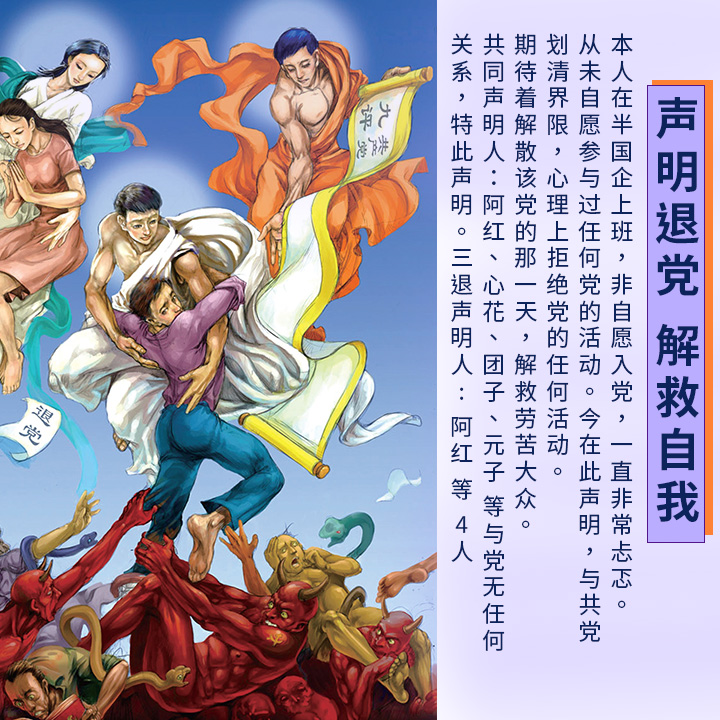 声明退党 解救自我
本人在半国企上班，非自愿入党，一直非常忐忑。
从未自愿参与过任何党的活动。今在此声明，与共党
划清界限，心理上拒绝党的任何活动。
期待着解散该党的那一天，解救劳苦大众。
共同声明人：阿红、心花、团子、元子 等与党无任何
关系，特此声明。三退声明人：阿红 等 4人
九评
共产党
退党